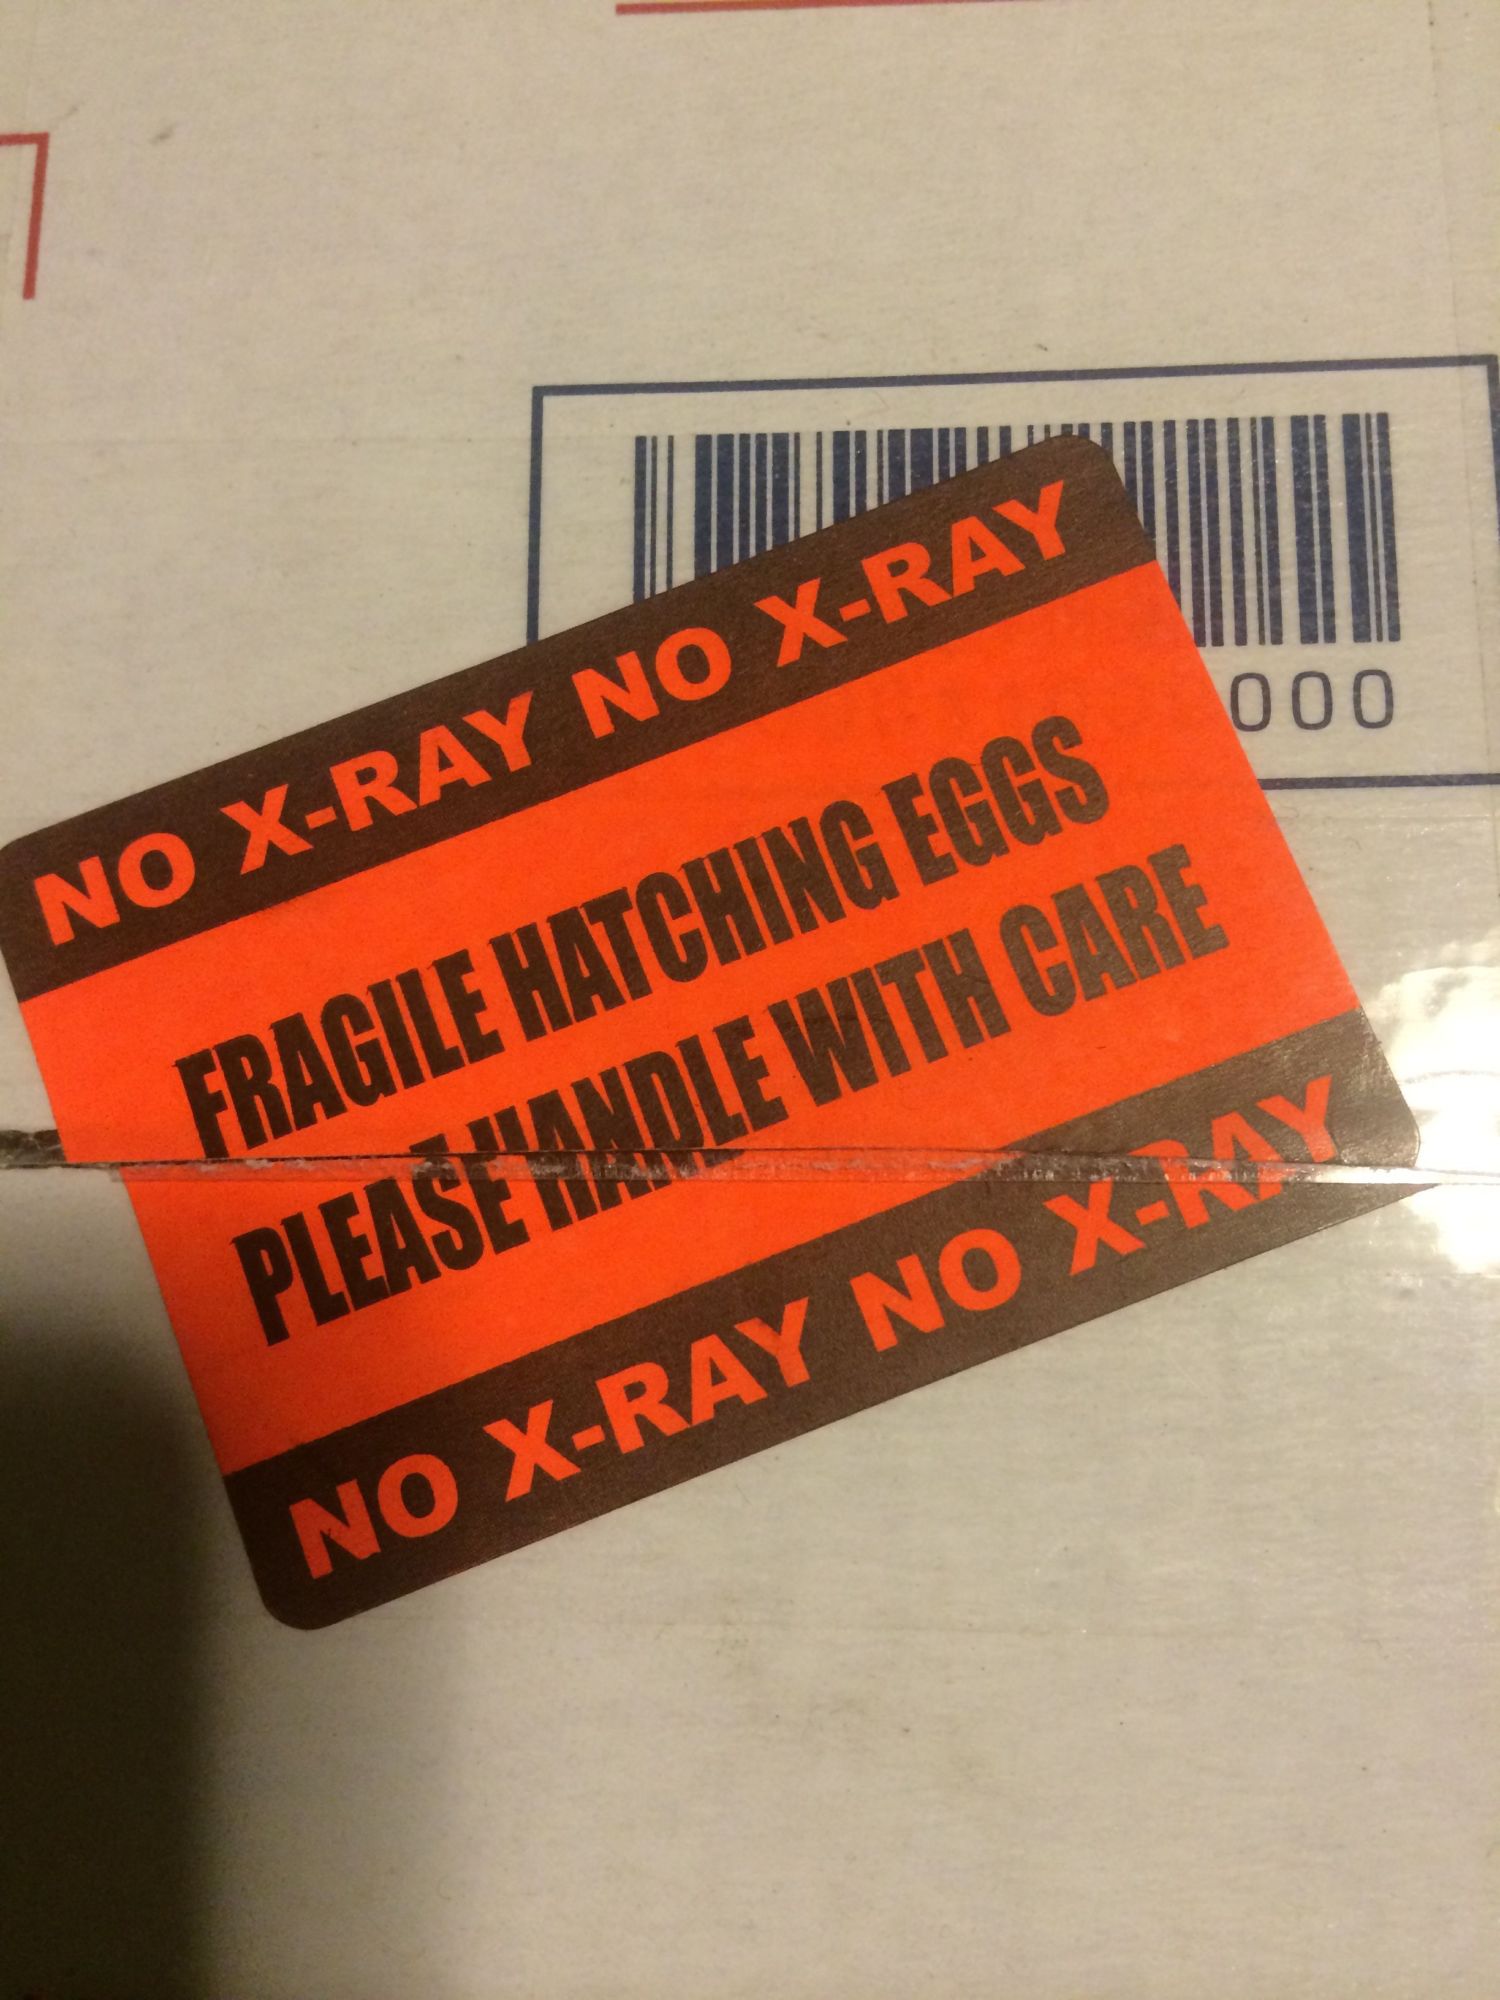 000
NO X-RAY NO X-RAY
FRAGILE HATCHING EGGS
PLEASE HANDLE WITH CARE
NO X-RAY NO X-RAY